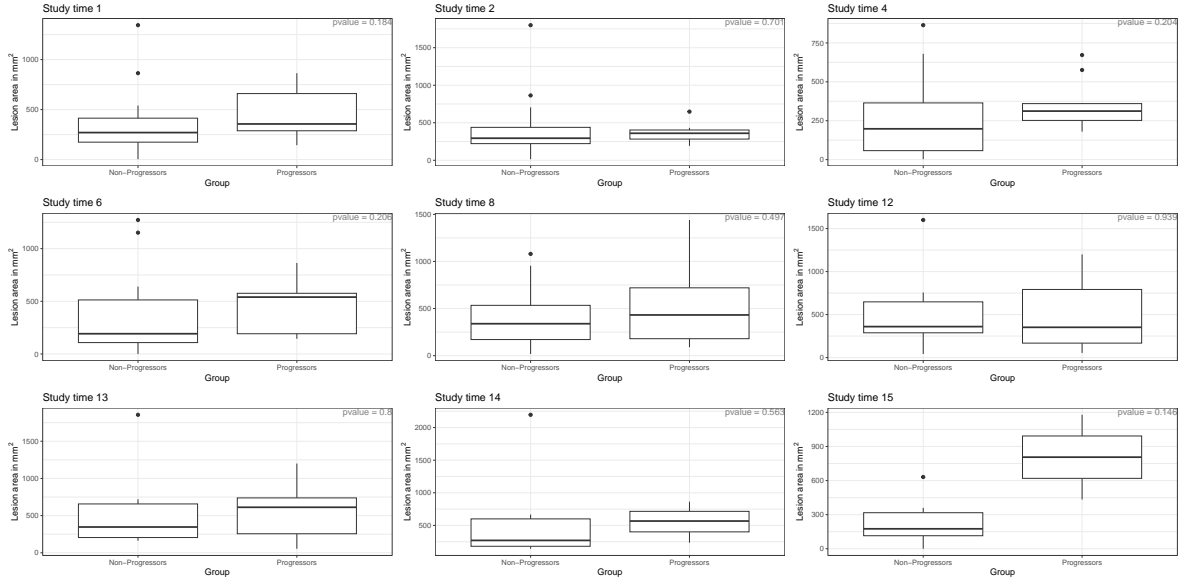 Study time 1
pvalue = 0.184
Lesion area in mm²
1000
500
0
Non−Progressors
Progressors
Group
Study time 2
pvalue = 0.701
Lesion area in mm²
1500
1000
500
0
Non−Progressors
Progressors
Group
Study time 4
pvalue = 0.204
Lesion area in mm²
750
500
250
0
Non−Progressors
Progressors
Group
Study time 6
pvalue = 0.206
Lesion area in mm²
1000
500
0
Non−Progressors
Progressors
Group
Study time 8
pvalue = 0.497
Lesion area in mm²
1500
1000
500
0
Non−Progressors
Progressors
Group
Study time 12
pvalue = 0.939
Lesion area in mm²
1500
1000
500
0
Non−Progressors
Progressors
Group
Study time 13
pvalue = 0.8
Lesion area in mm²
1500
1000
500
0
Non−Progressors
Progressors
Group
Study time 14
pvalue = 0.563
Lesion area in mm²
2000
1500
1000
500
Non−Progressors
Progressors
Group
Study time 15
pvalue = 0.146
Lesion area in mm²
1200
900
600
300
0
Non−Progressors
Progressors
Group